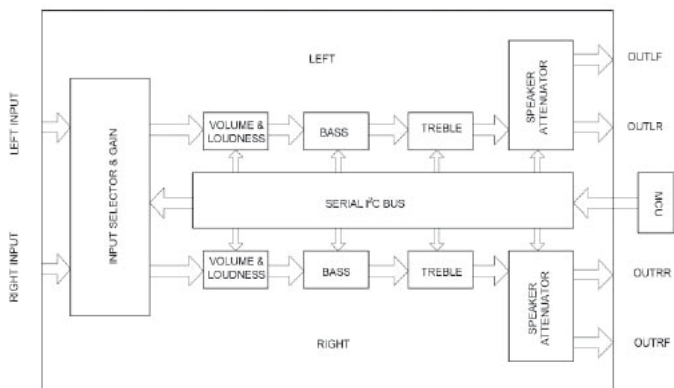 LEFT
OUTLF
LEFT INPUT
INPUT SELECTOR & GAIN
VOLUME &
LOUDNESS
BASS
TREBLE
SPEAKER
ATTENUATOR
OUTLR
SERIAL I²C BUS
MCU
RIGHT INPUT
VOLUME &
LOUDNESS
BASS
TREBLE
SPEAKER
ATTENUATOR
OUTRR
RIGHT
OUTRF